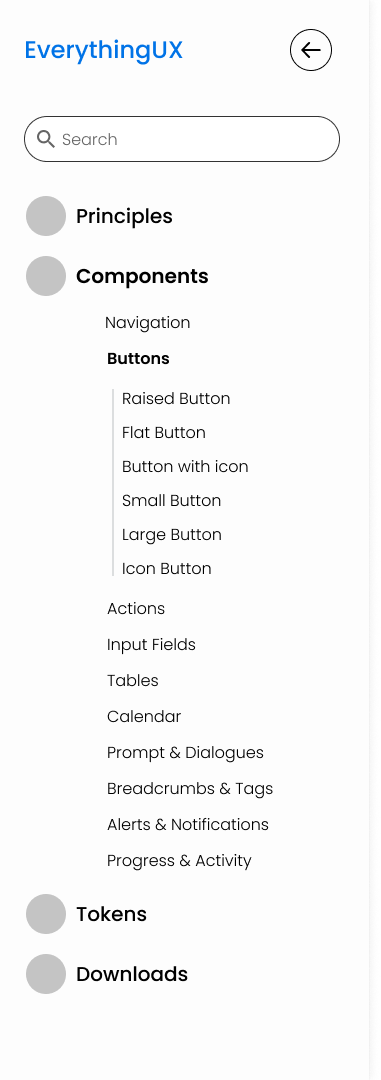 EverythingUX
Search
Principles
Components
Navigation
Buttons
Raised Button
Flat Button
Button with icon
Small Button
Large Button
Icon Button
Actions
Input Fields
Tables
Calendar
Prompt & Dialogues
Breadcrumbs & Tags
Alerts & Notifications
Progress & Activity
Tokens
Downloads